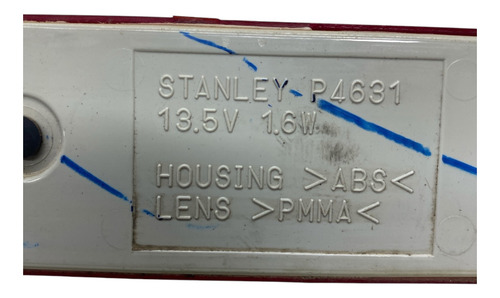 STANLEY P4631
13.5V 1.6W
HOUSING >ABS<
LENS >PMMA<